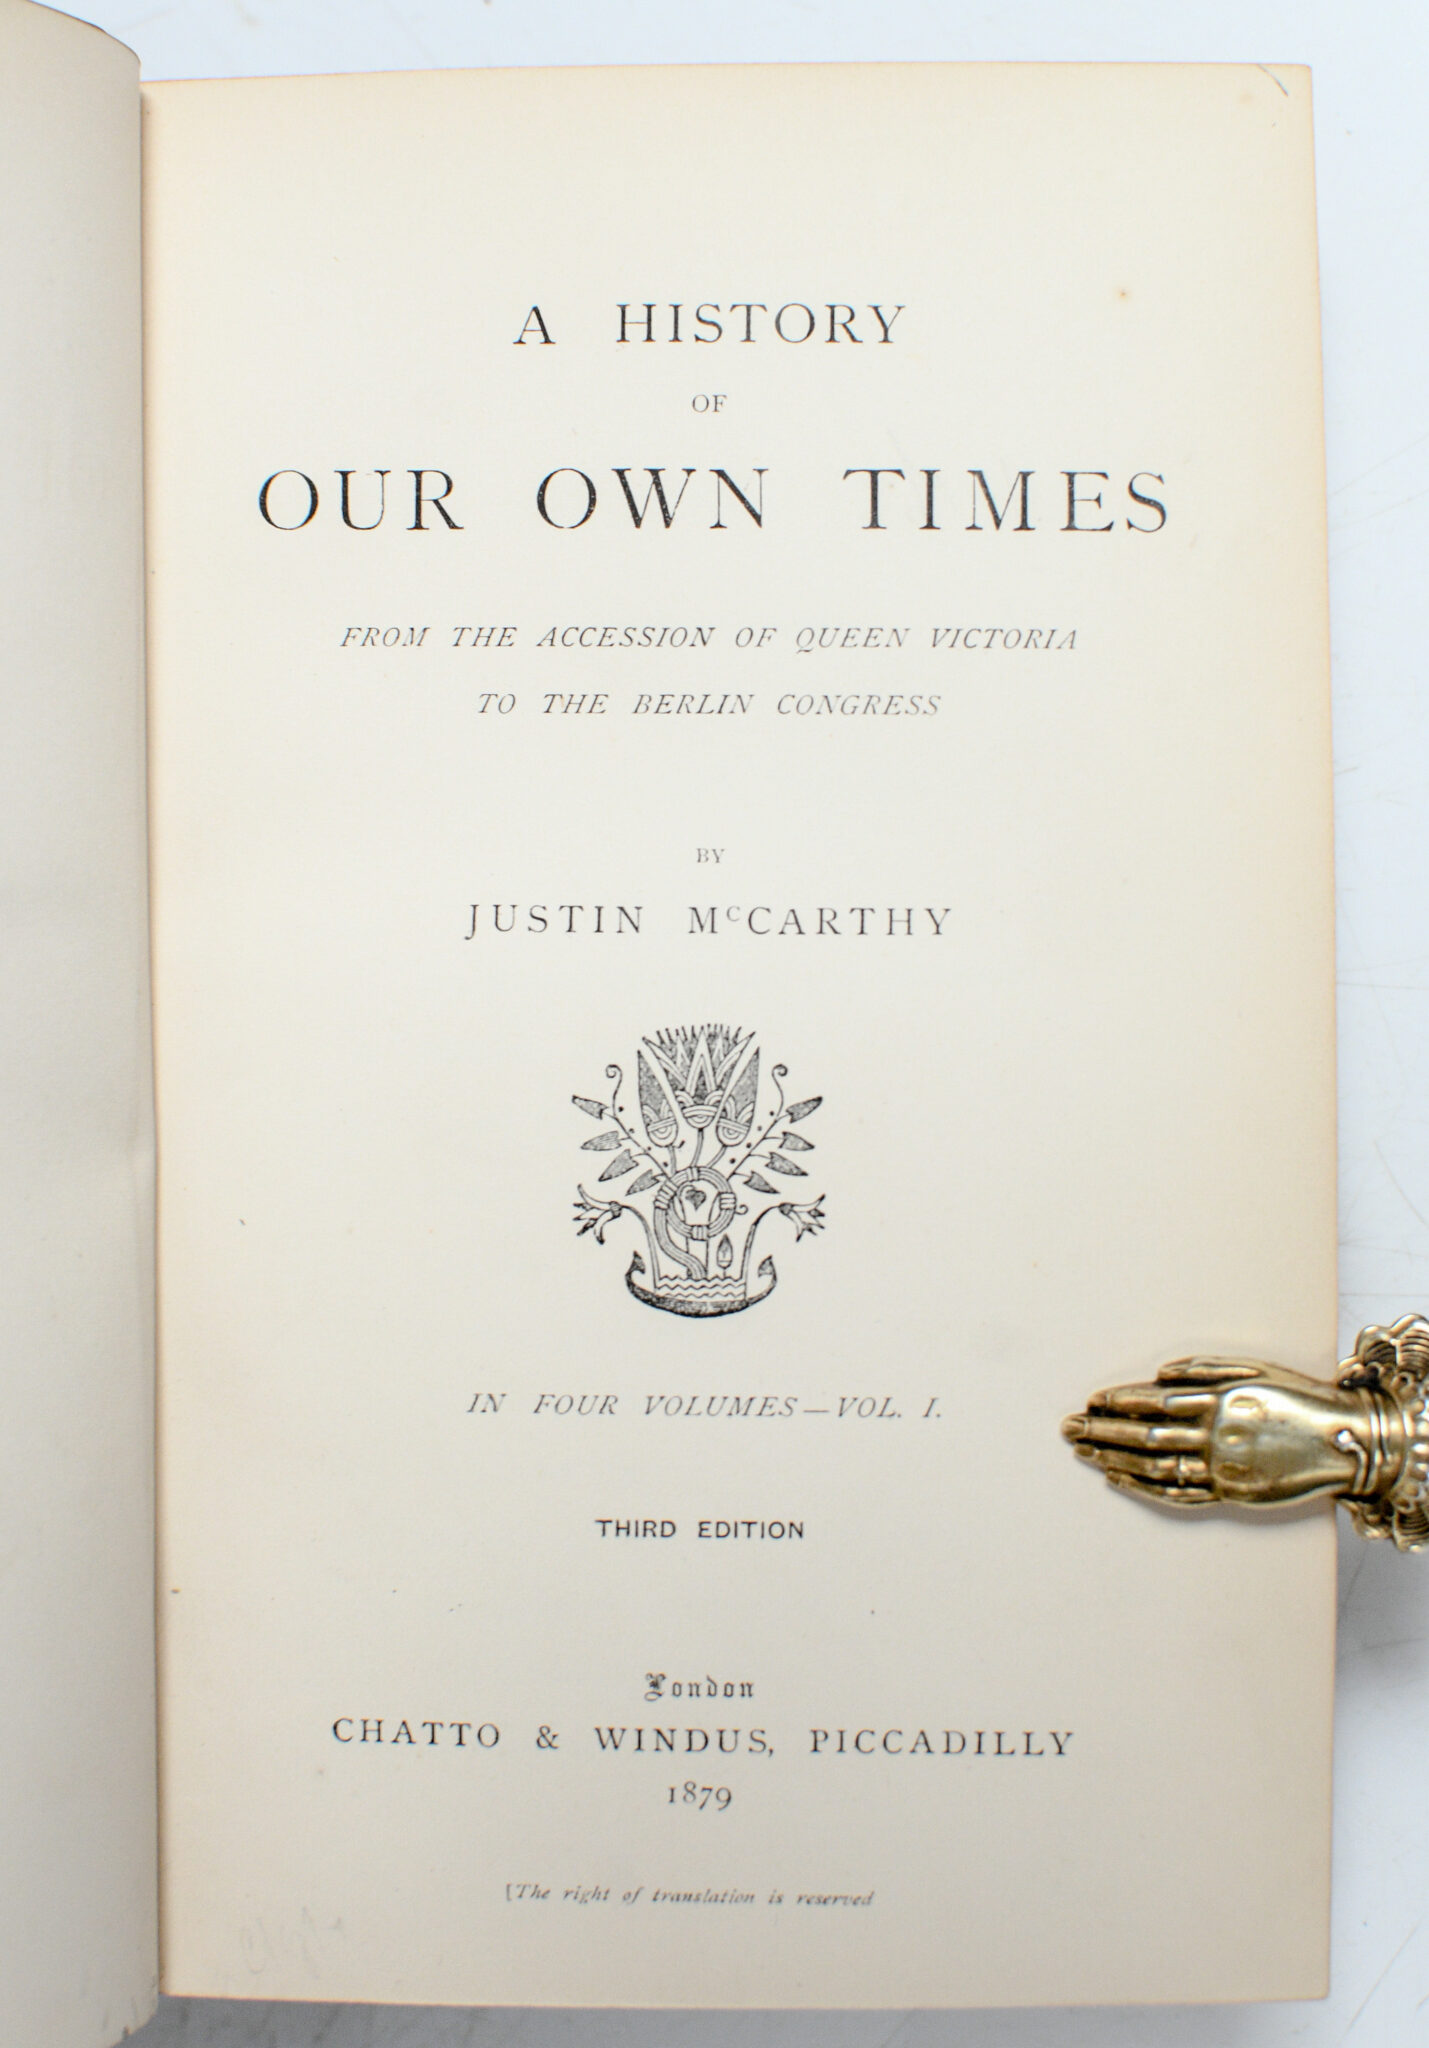 A HISTORY
OF
OUR OWN TIMES
FROM THE ACCESSION OF QUEEN VICTORIA
TO THE BERLIN CONGRESS
BY
JUSTIN McCARTHY
IN FOUR VOLUMES—VOL. I.
THIRD EDITION
London
CHATTO & WINDUS, PICCADILLY
1879
[The right of translation is reserved